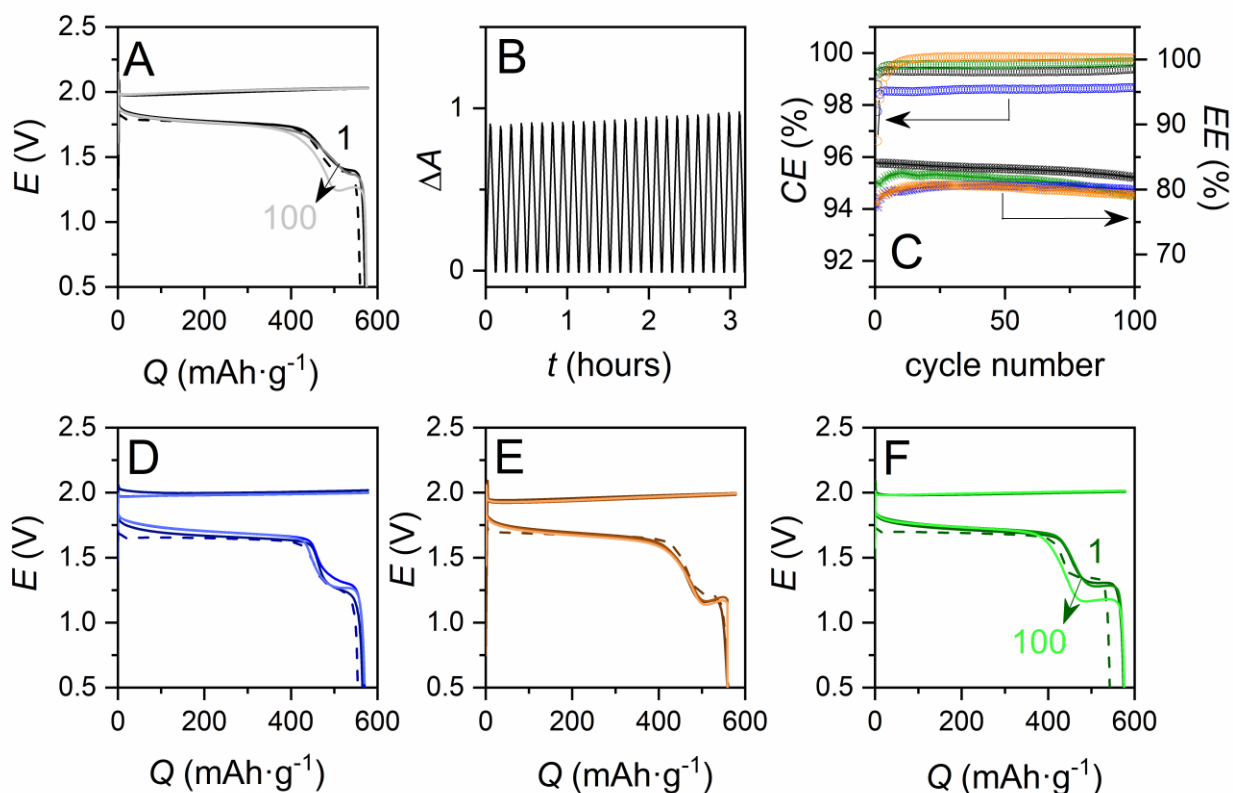 A
2.5
2.0
1.5
1.0
0.5
E (V)
1
100
0 200 400 600
Q (mAh·g⁻¹)
B
1
0
ΔA
0 1 2 3
t (hours)
C
100
98
96
94
92
CE (%)
100
90
80
70
EE (%)
0 50 100
cycle number
D
2.5
2.0
1.5
1.0
0.5
E (V)
0 200 400 600
Q (mAh·g⁻¹)
E
2.5
2.0
1.5
1.0
0.5
E (V)
0 200 400 600
Q (mAh·g⁻¹)
F
2.5
2.0
1.5
1.0
0.5
E (V)
1
100
0 200 400 600
Q (mAh·g⁻¹)